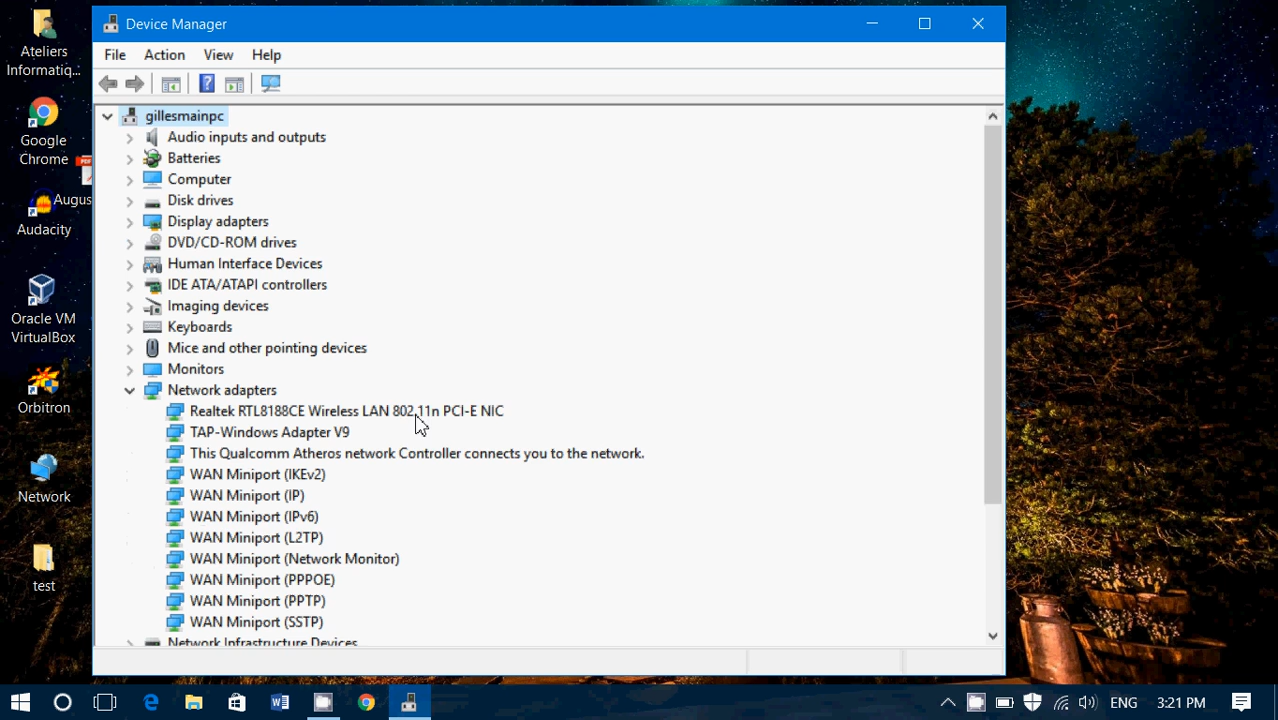 Device Manager
File Action View Help
gillesmainpc
Audio inputs and outputs
Batteries
Computer
Disk drives
Display adapters
DVD/CD-ROM drives
Human Interface Devices
IDE ATA/ATAPI controllers
Imaging devices
Keyboards
Mice and other pointing devices
Monitors
Network adapters
Realtek RTL8188CE Wireless LAN 802.11n PCI-E NIC
TAP-Windows Adapter V9
This Qualcomm Atheros network Controller connects you to the network.
WAN Miniport (IKEv2)
WAN Miniport (IP)
WAN Miniport (IPv6)
WAN Miniport (L2TP)
WAN Miniport (Network Monitor)
WAN Miniport (PPPOE)
WAN Miniport (PPTP)
WAN Miniport (SSTP)
Network Infrastructure Devices
Ateliers
Informatiq...
Google
Chrome
PDF
Augus
Audacity
Oracle VM
VirtualBox
Orbitron
Network
test
ENG 3:21 PM